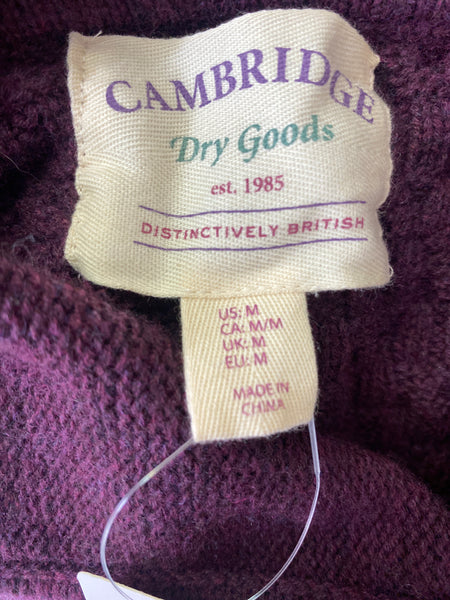 CAMBRIDGE
Dry Goods
est. 1985
DISTINCTIVELY BRITISH
US: M
CA: M/M
UK: M
EU: M
MADE IN
CHINA